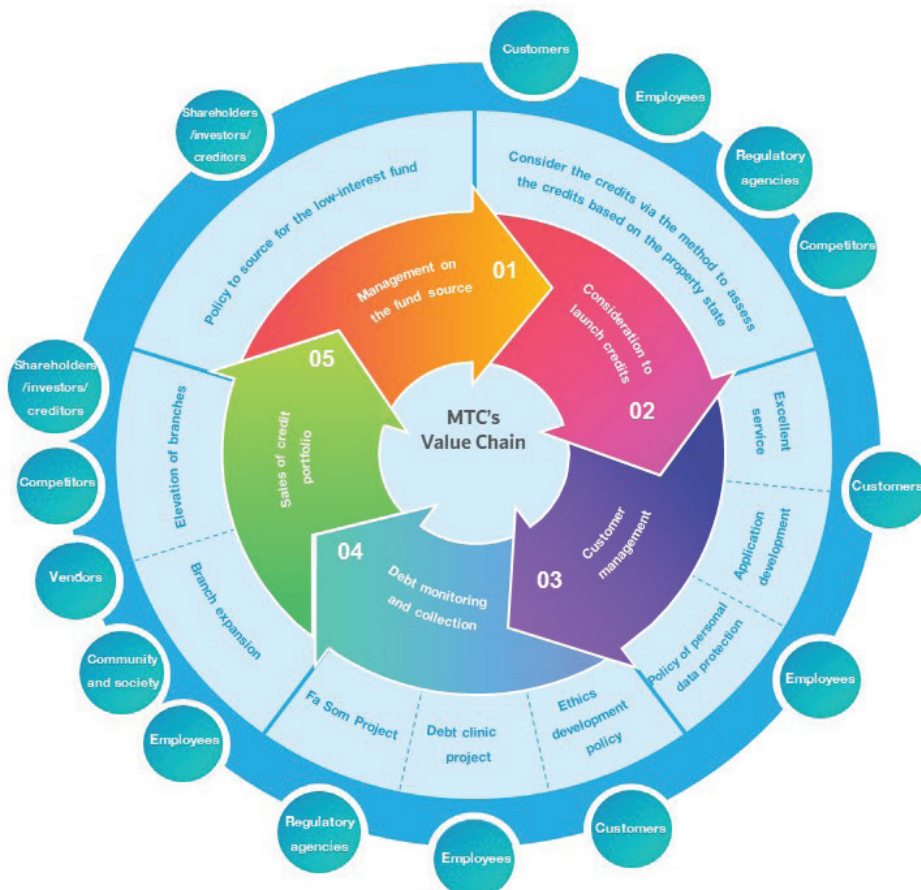 Customers
Employees
Regulatory
agencies
Competitors
Shareholders
/investors/
creditors
Policy to source for the low-interest fund
Consider the credits via the method to assess
the credits based on the property state
01
Management on
the fund source
Consideration to
launch credits
02
MTC's
Value Chain
05
Sales of credit
portfolio
Shareholders
/investors/
creditors
Competitors
Vendors
Community
and society
Employees
Elevation of branches
Branch expansion
Excellent
service
Application
development
Policy of personal
data protection
Customers
Employees
Customer
management
03
04
Debt monitoring
and collection
Fa Som Project
Debt clinic
project
Ethics
development
policy
Regulatory
agencies
Employees
Customers